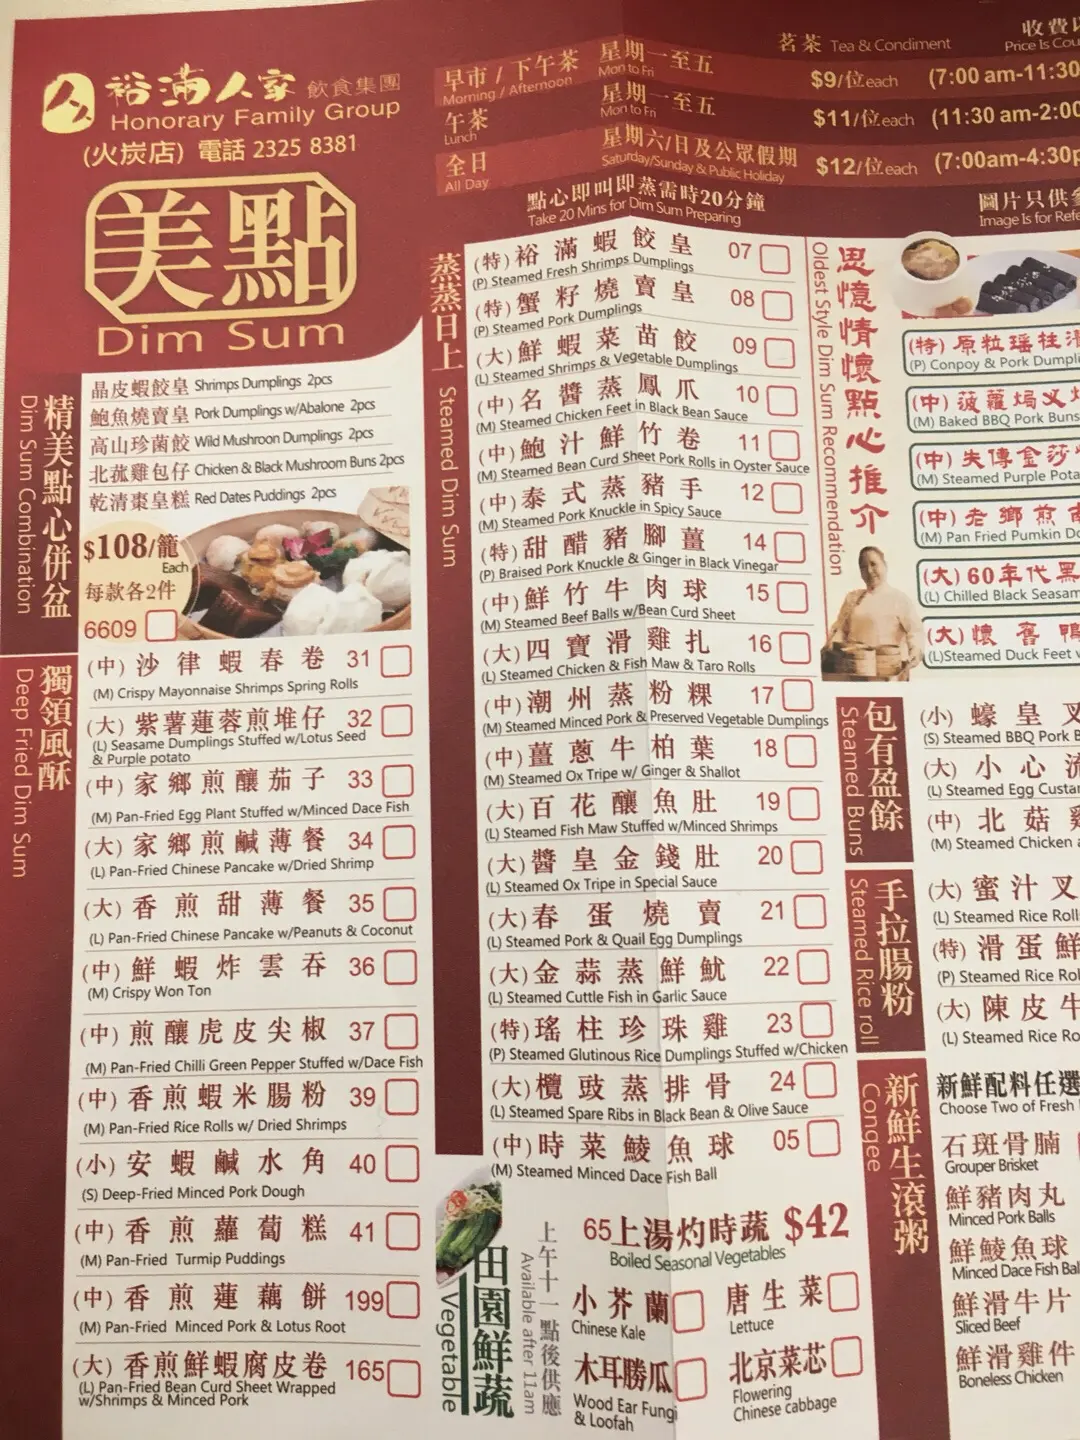 裕滿人家 飲食集團
Honorary Family Group
(火炭店) 電話 2325 8381
美點
Dim Sum
早市 / 下午茶
Morning / Afternoon
星期一至五
Mon to Fri
午茶
Lunch
星期一至五
Mon to Fri
全日
All Day
星期六/日及公眾假期
Saturday/Sunday & Public Holiday
茗茶 Tea & Condiment
收費以
Price Is Cou
$9/位each (7:00 am-11:30
$11/位each (11:30 am-2:00
$12/位each (7:00am-4:30p
點心即叫即蒸需時20分鐘
Take 20 Mins for Dim Sum Preparing
圖片只供參
Image Is for Refe
精美點心併盆
Dim Sum Combination
晶皮蝦餃皇 Shrimps Dumplings 2pcs
鮑魚燒賣皇 Pork Dumplings w/Abalone 2pcs
高山珍菌餃 Wild Mushroon Dumplings 2pcs
北菰雞包仔 Chicken & Black Mushroom Buns 2pcs
乾清棗皇糕 Red Dates Puddings 2pcs
$108/籠
Each
每款各2件
6609
獨領風酥
Deep Fried Dim Sum
(中) 沙律蝦春卷 31
(M) Crispy Mayonnaise Shrimps Spring Rolls
(大) 紫薯蓮蓉煎堆仔 32
(L) Seasame Dumplings Stuffed w/Lotus Seed
& Purple potato
(中) 家鄉煎釀茄子 33
(M) Pan-Fried Egg Plant Stuffed w/Minced Dace Fish
(大) 家鄉煎鹹薄餐 34
(L) Pan-Fried Chinese Pancake w/Dried Shrimp
(大) 香煎甜薄餐 35
(L) Pan-Fried Chinese Pancake w/Peanuts & Coconut
(中) 鮮蝦炸雲吞 36
(M) Crispy Won Ton
(中) 煎釀虎皮尖椒 37
(M) Pan-Fried Chilli Green Pepper Stuffed w/Dace Fish
(中) 香煎蝦米腸粉 39
(M) Pan-Fried Rice Rolls w/ Dried Shrimps
(小) 安蝦鹹水角 40
(S) Deep-Fried Minced Pork Dough
(中) 香煎蘿蔔糕 41
(M) Pan-Fried Turmip Puddings
(中) 香煎蓮藕餅 199
(M) Pan-Fried Minced Pork & Lotus Root
(大) 香煎鮮蝦腐皮卷 165
(L) Pan-Fried Bean Curd Sheet Wrapped
w/Shrimps & Minced Pork
蒸蒸日上
Steamed Dim Sum
(特) 裕滿蝦餃皇 07
(P) Steamed Fresh Shrimps Dumplings
(特) 蟹籽燒賣皇 08
(P) Steamed Pork Dumplings
(大) 鮮蝦菜苗餃 09
(L) Steamed Shrimps & Vegetable Dumplings
(中) 名醬蒸鳳爪 10
(M) Steamed Chicken Feet in Black Bean Sauce
(中) 鮑汁鮮竹卷 11
(M) Steamed Bean Curd Sheet Pork Rolls in Oyster Sauce
(中) 泰式蒸豬手 12
(M) Steamed Pork Knuckle in Spicy Sauce
(特) 甜醋豬腳薑 14
(P) Braised Pork Knuckle & Ginger in Black Vinegar
(中) 鮮竹牛肉球 15
(M) Steamed Beef Balls w/Bean Curd Sheet
(大) 四寶滑雞扎 16
(L) Steamed Chicken & Fish Maw & Taro Rolls
(中) 潮州蒸粉粿 17
(M) Steamed Minced Pork & Preserved Vegetable Dumplings
(中) 薑蔥牛柏葉 18
(M) Steamed Ox Tripe w/ Ginger & Shallot
(大) 百花釀魚肚 19
(L) Steamed Fish Maw Stuffed w/Minced Shrimps
(大) 醬皇金錢肚 20
(L) Steamed Ox Tripe in Special Sauce
(大) 春蛋燒賣 21
(L) Steamed Pork & Quail Egg Dumplings
(大) 金蒜蒸鮮魷 22
(L) Steamed Cuttle Fish in Garlic Sauce
(特) 瑤柱珍珠雞 23
(P) Steamed Glutinous Rice Dumplings Stuffed w/Chicken
(大) 欖豉蒸排骨 24
(L) Steamed Spare Ribs in Black Bean & Olive Sauce
(中) 時菜鯪魚球 05
(M) Steamed Minced Dace Fish Ball
田園鮮蔬
Vegetable
上午十一點後供應
Available after 11am
65上湯灼時蔬 $42
Boiled Seasonal Vegetables
小芥蘭
Chinese Kale
唐生菜
Lettuce
木耳勝瓜
Wood Ear Fungi
& Loofah
北京菜芯
Flowering
Chinese cabbage
思憶情懷點心推介
Oldest Style Dim Sum Recommendation
(特) 原粒瑤柱
(P) Conpoy & Pork Dumpli
(中) 菠蘿焗叉
(M) Baked BBQ Pork Buns
(中) 失傳金莎
(M) Steamed Purple Pota
(中) 老鄉煎南
(M) Pan Fried Pumkin Do
(大) 60年代黑
(L) Chilled Black Seasam
(大) 懷舊鴨
(L)Steamed Duck Feet w
包有盈餘
Steamed Buns
(小) 蠔皇叉
(S) Steamed BBQ Pork B
(大) 小心流
(L) Steamed Egg Custar
(中) 北菇雞
(M) Steamed Chicken a
手拉腸粉
Steamed Rice roll
(大) 蜜汁叉
(L) Steamed Rice Roll
(特) 滑蛋鮮
(P) Steamed Rice Rol
(大) 陳皮牛
(L) Steamed Rice Ro
新鮮生滾粥
Congee
新鮮配料任選
Choose Two of Fresh
石斑骨腩
Grouper Brisket
鮮豬肉丸
Minced Pork Balls
鮮鯪魚球
Minced Dace Fish Bal
鮮滑牛片
Sliced Beef
鮮滑雞件
Boneless Chicken